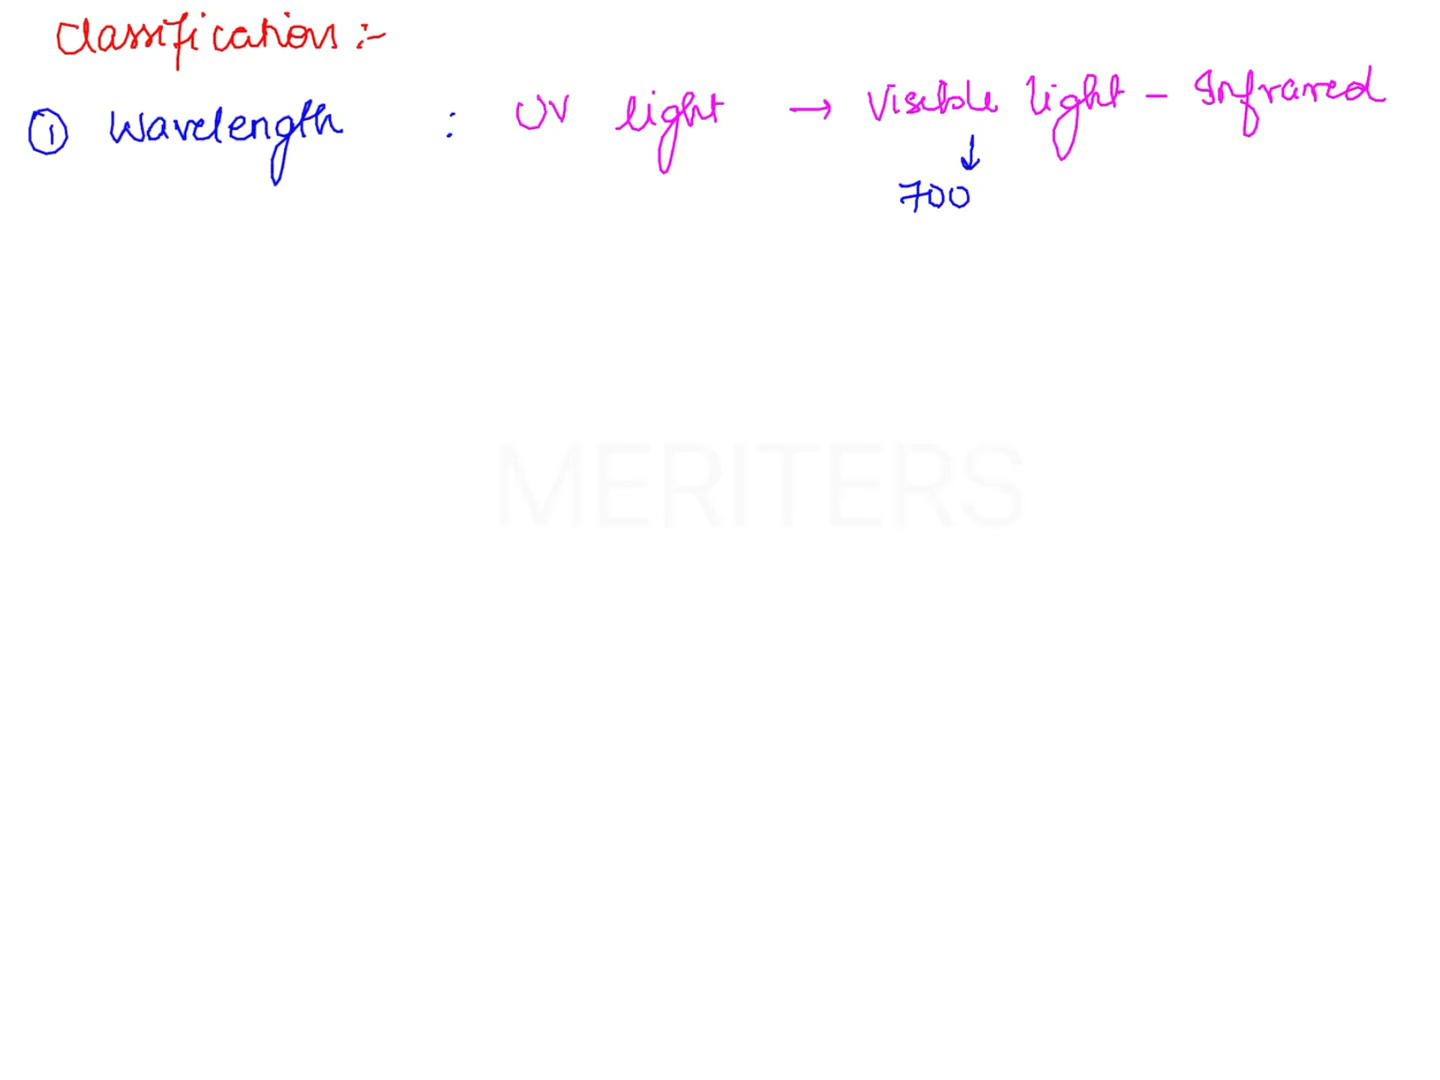 Classification :-
① Wavelength : UV light → Visible light - Infrared
↓
700
MERITERS